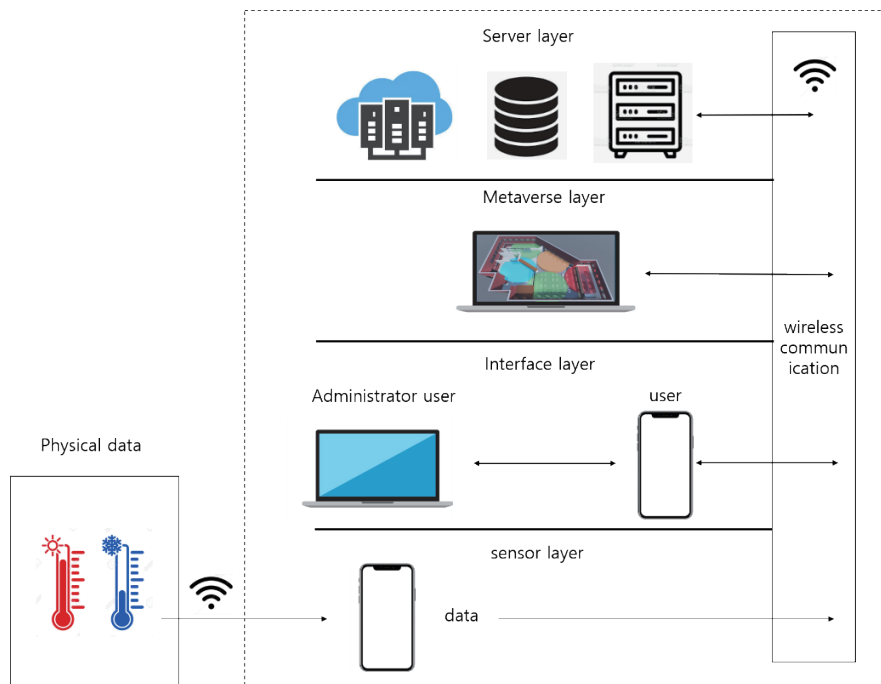 Server layer
Metaverse layer
wireless
commun
ication
Interface layer
Administrator user
user
Physical data
sensor layer
data